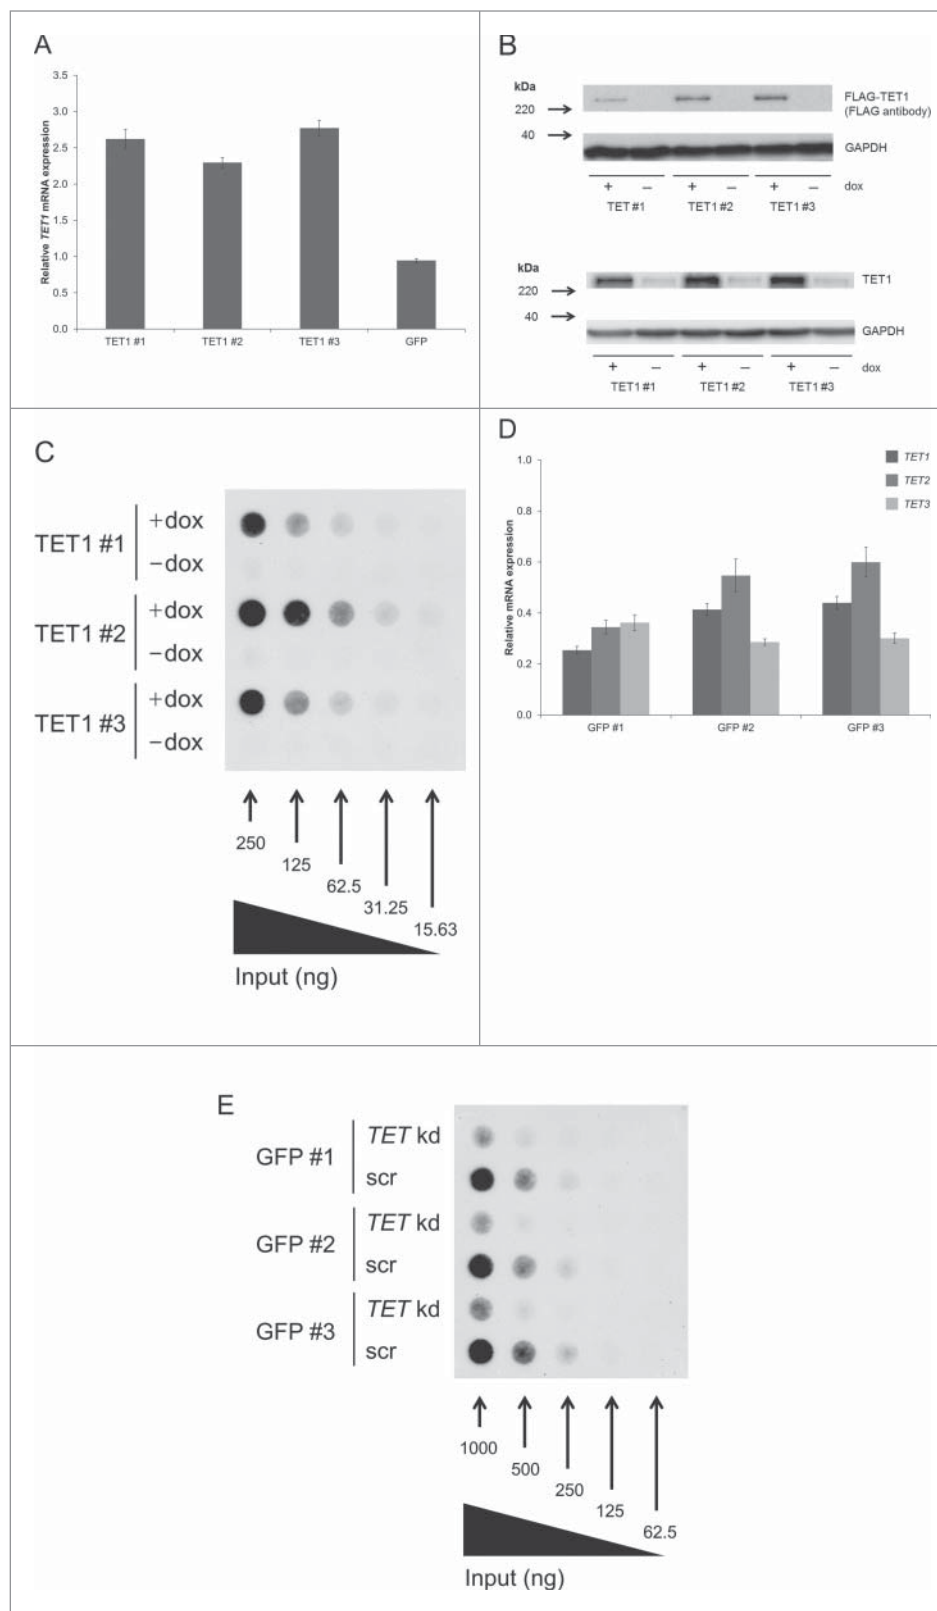 A
Relative TET1 mRNA expression
3.5
3.0
2.5
2.0
1.5
1.0
0.5
0.0
TET1 #1
TET1 #2
TET1 #3
GFP
B
kDa
220
40
FLAG-TET1
(FLAG antibody)
GAPDH
+ − + − + −
dox
TET #1
TET1 #2
TET1 #3
kDa
220
40
TET1
GAPDH
+ − + − + −
dox
TET1 #1
TET1 #2
TET1 #3
C
TET1 #1
+dox
−dox
TET1 #2
+dox
−dox
TET1 #3
+dox
−dox
250
125
62.5
31.25
15.63
Input (ng)
D
Relative mRNA expression
1.0
0.8
0.6
0.4
0.2
0.0
TET1
TET2
TET3
GFP #1
GFP #2
GFP #3
E
GFP #1
TET kd
scr
GFP #2
TET kd
scr
GFP #3
TET kd
scr
1000
500
250
125
62.5
Input (ng)